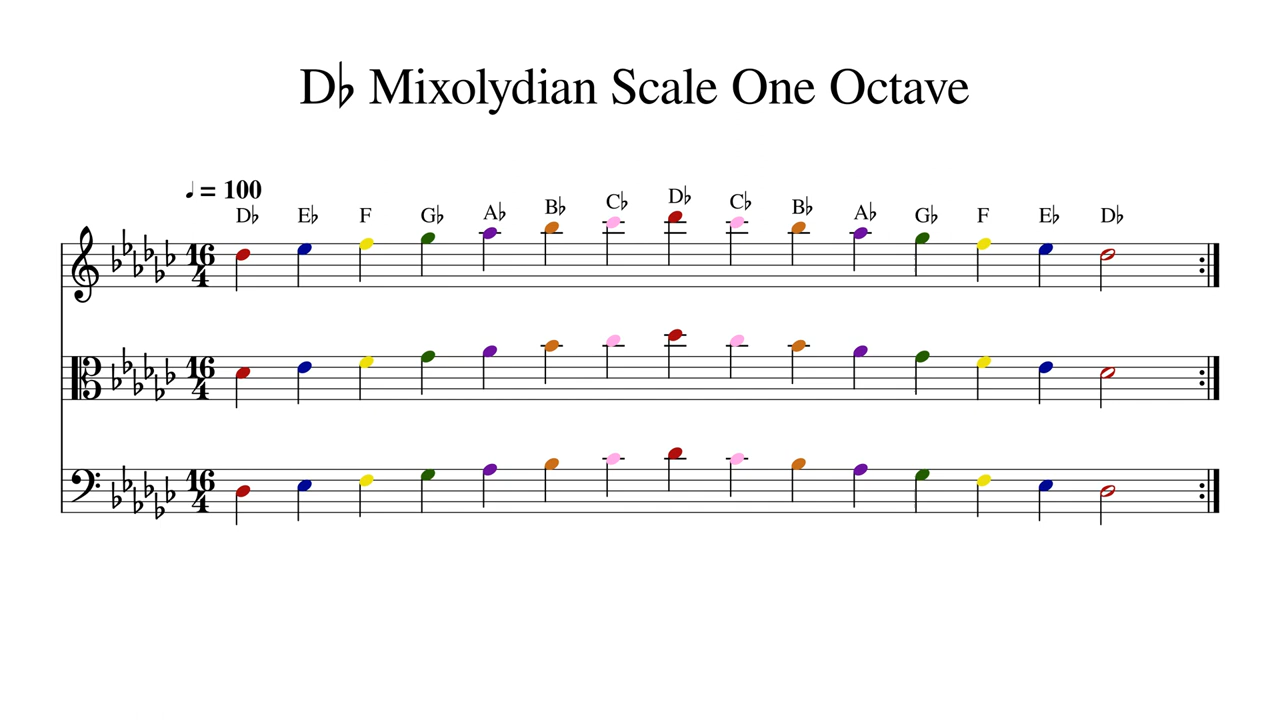 D♭ Mixolydian Scale One Octave
♩ = 100
D♭ E♭ F G♭ A♭ B♭ C♭ D♭ C♭ B♭ A♭ G♭ F E♭ D♭
16
4
16
4
16
4